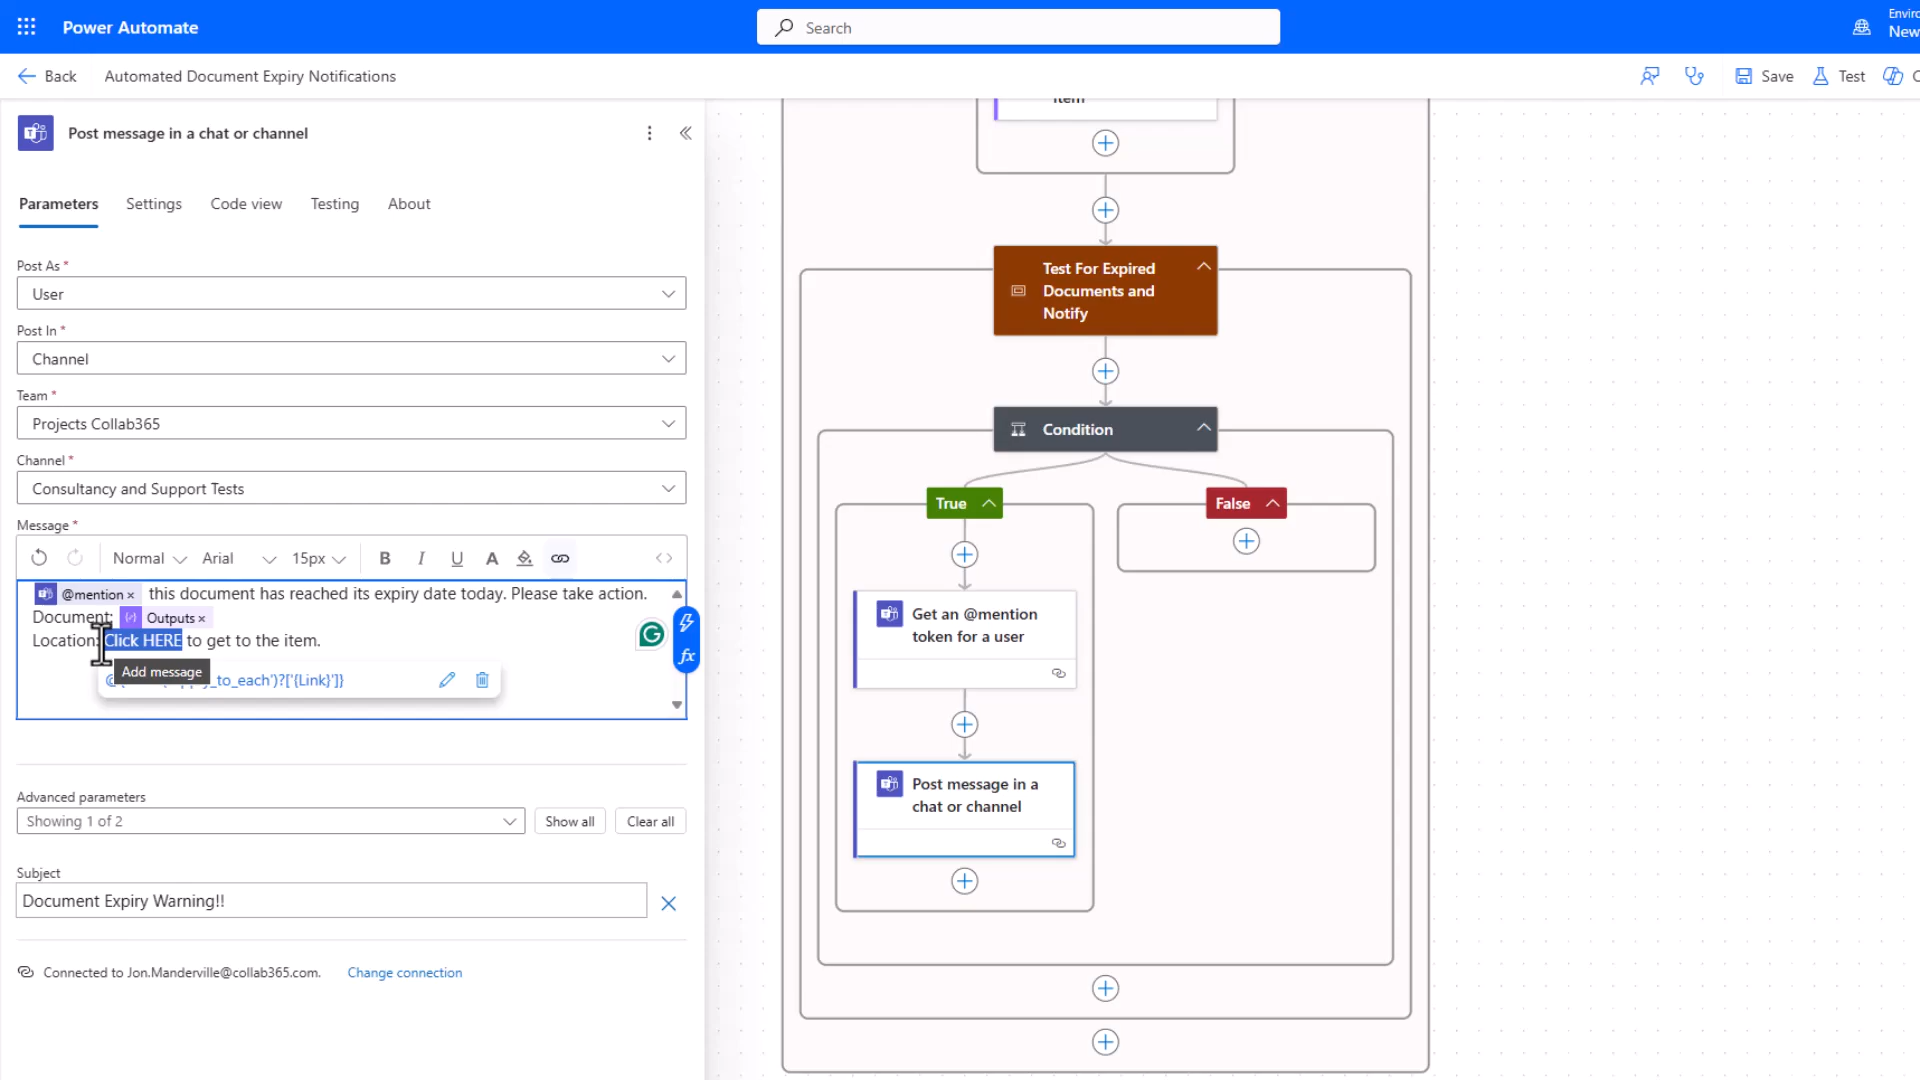 Power Automate
Search
Enviro
New
Back
Automated Document Expiry Notifications
Save
Test
Post message in a chat or channel
Parameters
Settings
Code view
Testing
About
Post As *
User
Post In *
Channel
Team *
Projects Collab365
Channel *
Consultancy and Support Tests
Message *
Normal
Arial
15px
B
I
U
A
@mention ×
this document has reached its expiry date today. Please take action.
Document:
Outputs ×
Location: Click HERE to get to the item.
Add message
_to_each')?['{Link}']}
fx
Advanced parameters
Showing 1 of 2
Show all
Clear all
Subject
Document Expiry Warning!!
Connected to Jon.Manderville@collab365.com.
Change connection
item
Test For Expired
Documents and
Notify
Condition
True
False
Get an @mention
token for a user
Post message in a
chat or channel